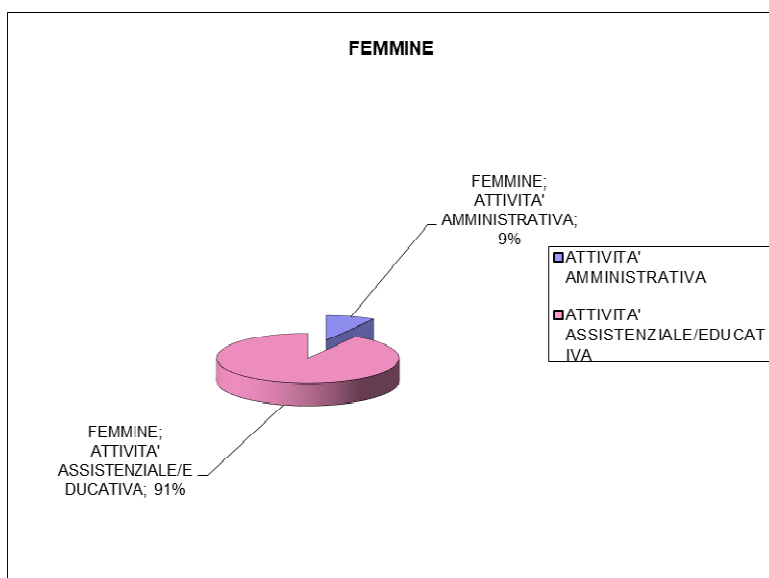 FEMMINE
FEMMINE;
ATTIVITA'
AMMINISTRATIVA;
9%
ATTIVITA'
AMMINISTRATIVA
ATTIVITA'
ASSISTENZIALE/EDUCAT
IVA
FEMMINE;
ATTIVITA'
ASSISTENZIALE/E
DUCATIVA; 91%